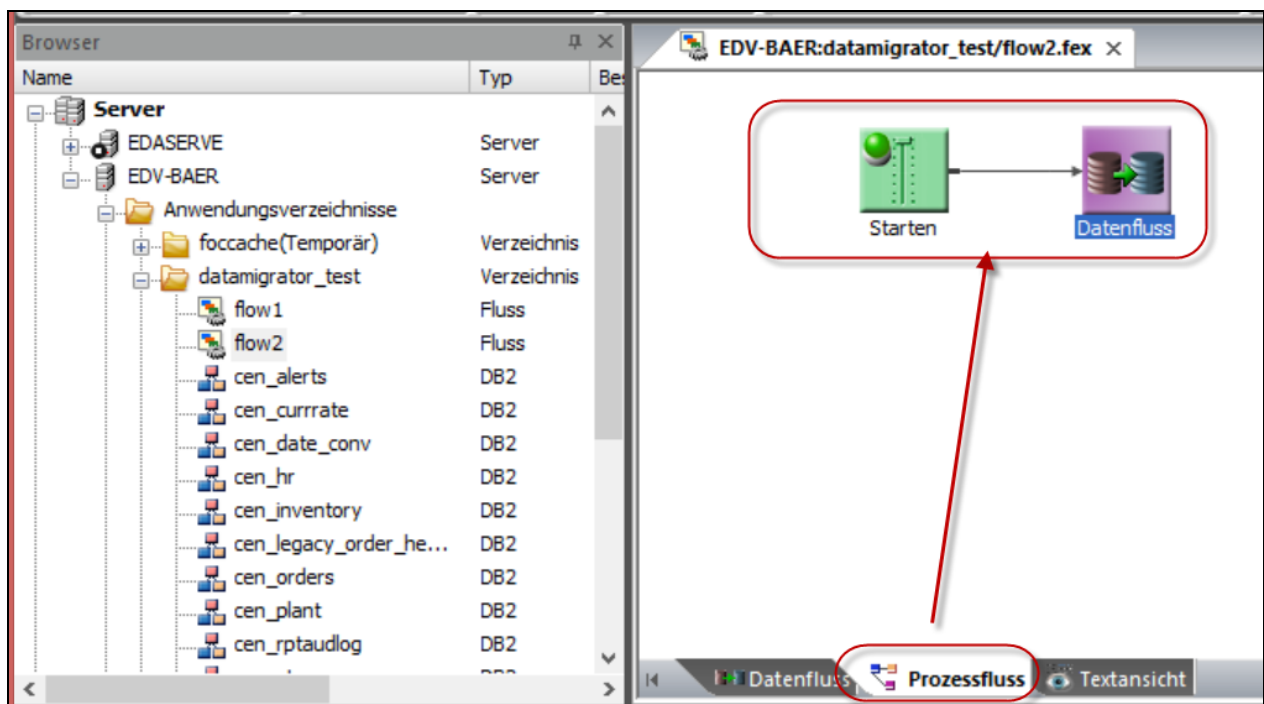 Browser
Name Typ Be
Server
EDASERVE Server
EDV-BAER Server
Anwendungsverzeichnisse
foccache(Temporär) Verzeichnis
datamigrator_test Verzeichnis
flow1 Fluss
flow2 Fluss
cen_alerts DB2
cen_currrate DB2
cen_date_conv DB2
cen_hr DB2
cen_inventory DB2
cen_legacy_order_he... DB2
cen_orders DB2
cen_plant DB2
cen_rptaudlog DB2
EDV-BAER:datamigrator_test/flow2.fex
Starten Datenfluss
Datenfluss Prozessfluss Textansicht